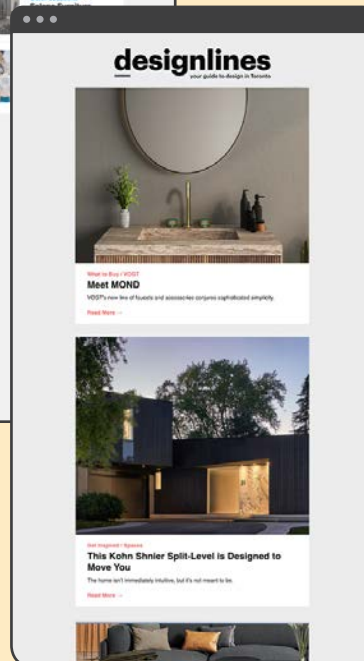 designlines
your guide to design in Toronto
What to Buy / VOGT
Meet MOND
VOGT's new line of faucets and accessories conjures sophisticated simplicity.
Read More →
Get Inspired / Spaces
This Kohn Shnier Split-Level is Designed to
Move You
The home isn't immediately intuitive, but it's not meant to be.
Read More →